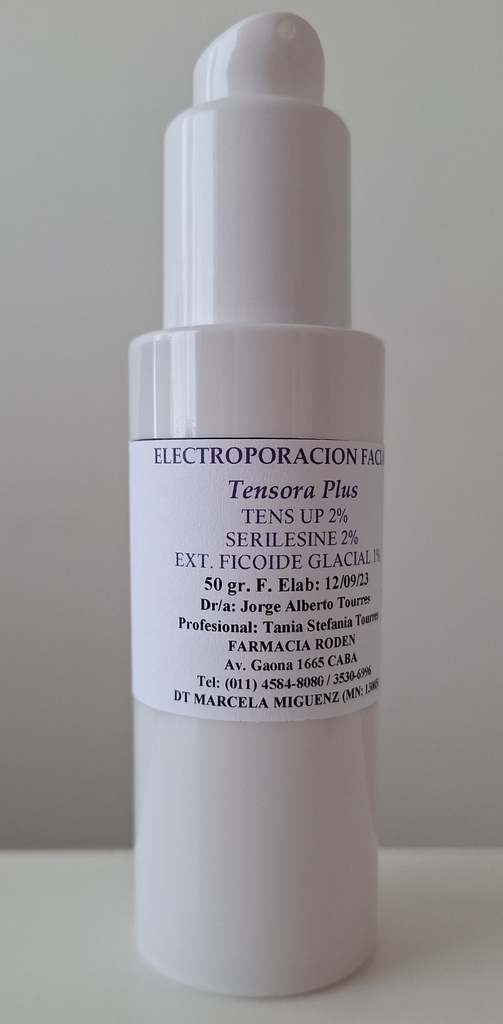 ELECTROPORACION
Tensora Plus
TENS UP 2%
SERILESINE 2%
EXT. FICOIDE GLACIAL 1%
50 gr. F. Elab: 12/09/23
Dr/a: Jorge Alberto Tourres
Profesional: Tania Stefania
FARMACIA RODEN
Av. Gaona 1665 CABA
Tel: (011) 4584-8080 / 3530-6996
DT MARCELA MIGUENZ (MN: